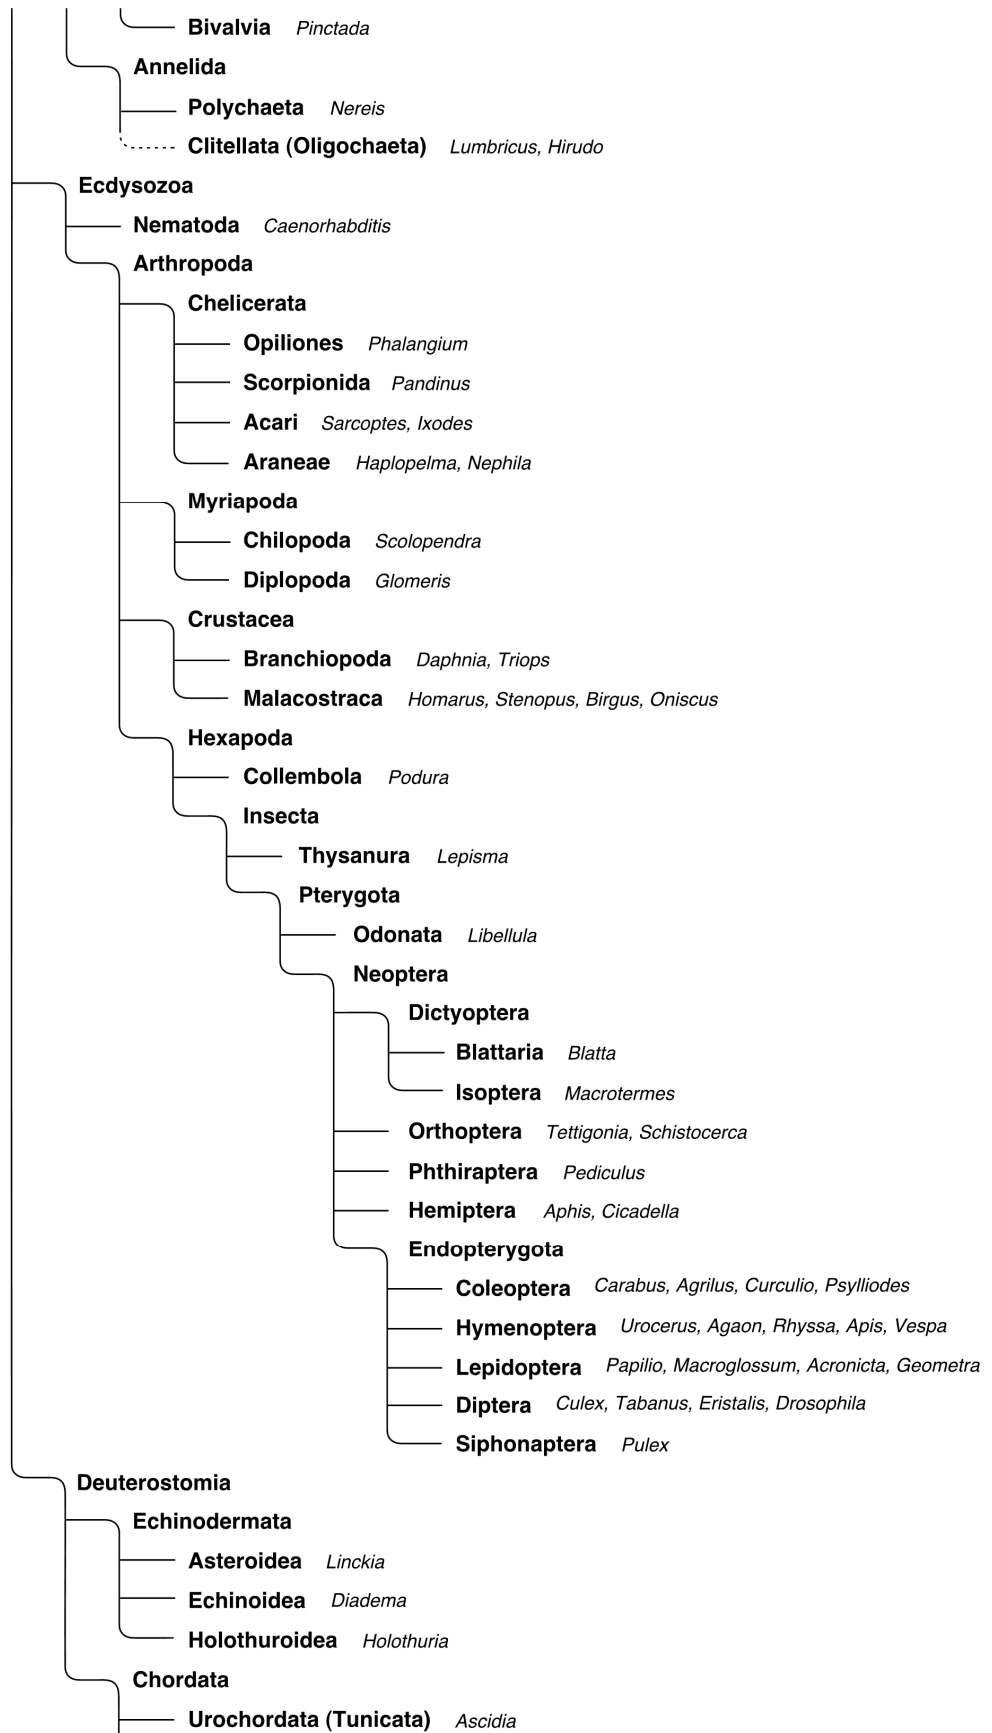 Bivalvia Pinctada
Annelida
Polychaeta Nereis
Clitellata (Oligochaeta) Lumbricus, Hirudo
Ecdysozoa
Nematoda Caenorhabditis
Arthropoda
Chelicerata
Opiliones Phalangium
Scorpionida Pandinus
Acari Sarcoptes, Ixodes
Araneae Haplopelma, Nephila
Myriapoda
Chilopoda Scolopendra
Diplopoda Glomeris
Crustacea
Branchiopoda Daphnia, Triops
Malacostraca Homarus, Stenopus, Birgus, Oniscus
Hexapoda
Collembola Podura
Insecta
Thysanura Lepisma
Pterygota
Odonata Libellula
Neoptera
Dictyoptera
Blattaria Blatta
Isoptera Macrotermes
Orthoptera Tettigonia, Schistocerca
Phthiraptera Pediculus
Hemiptera Aphis, Cicadella
Endopterygota
Coleoptera Carabus, Agrilus, Curculio, Psylliodes
Hymenoptera Urocerus, Agaon, Rhyssa, Apis, Vespa
Lepidoptera Papilio, Macroglossum, Acronicta, Geometra
Diptera Culex, Tabanus, Eristalis, Drosophila
Siphonaptera Pulex
Deuterostomia
Echinodermata
Asteroidea Linckia
Echinoidea Diadema
Holothuroidea Holothuria
Chordata
Urochordata (Tunicata) Ascidia